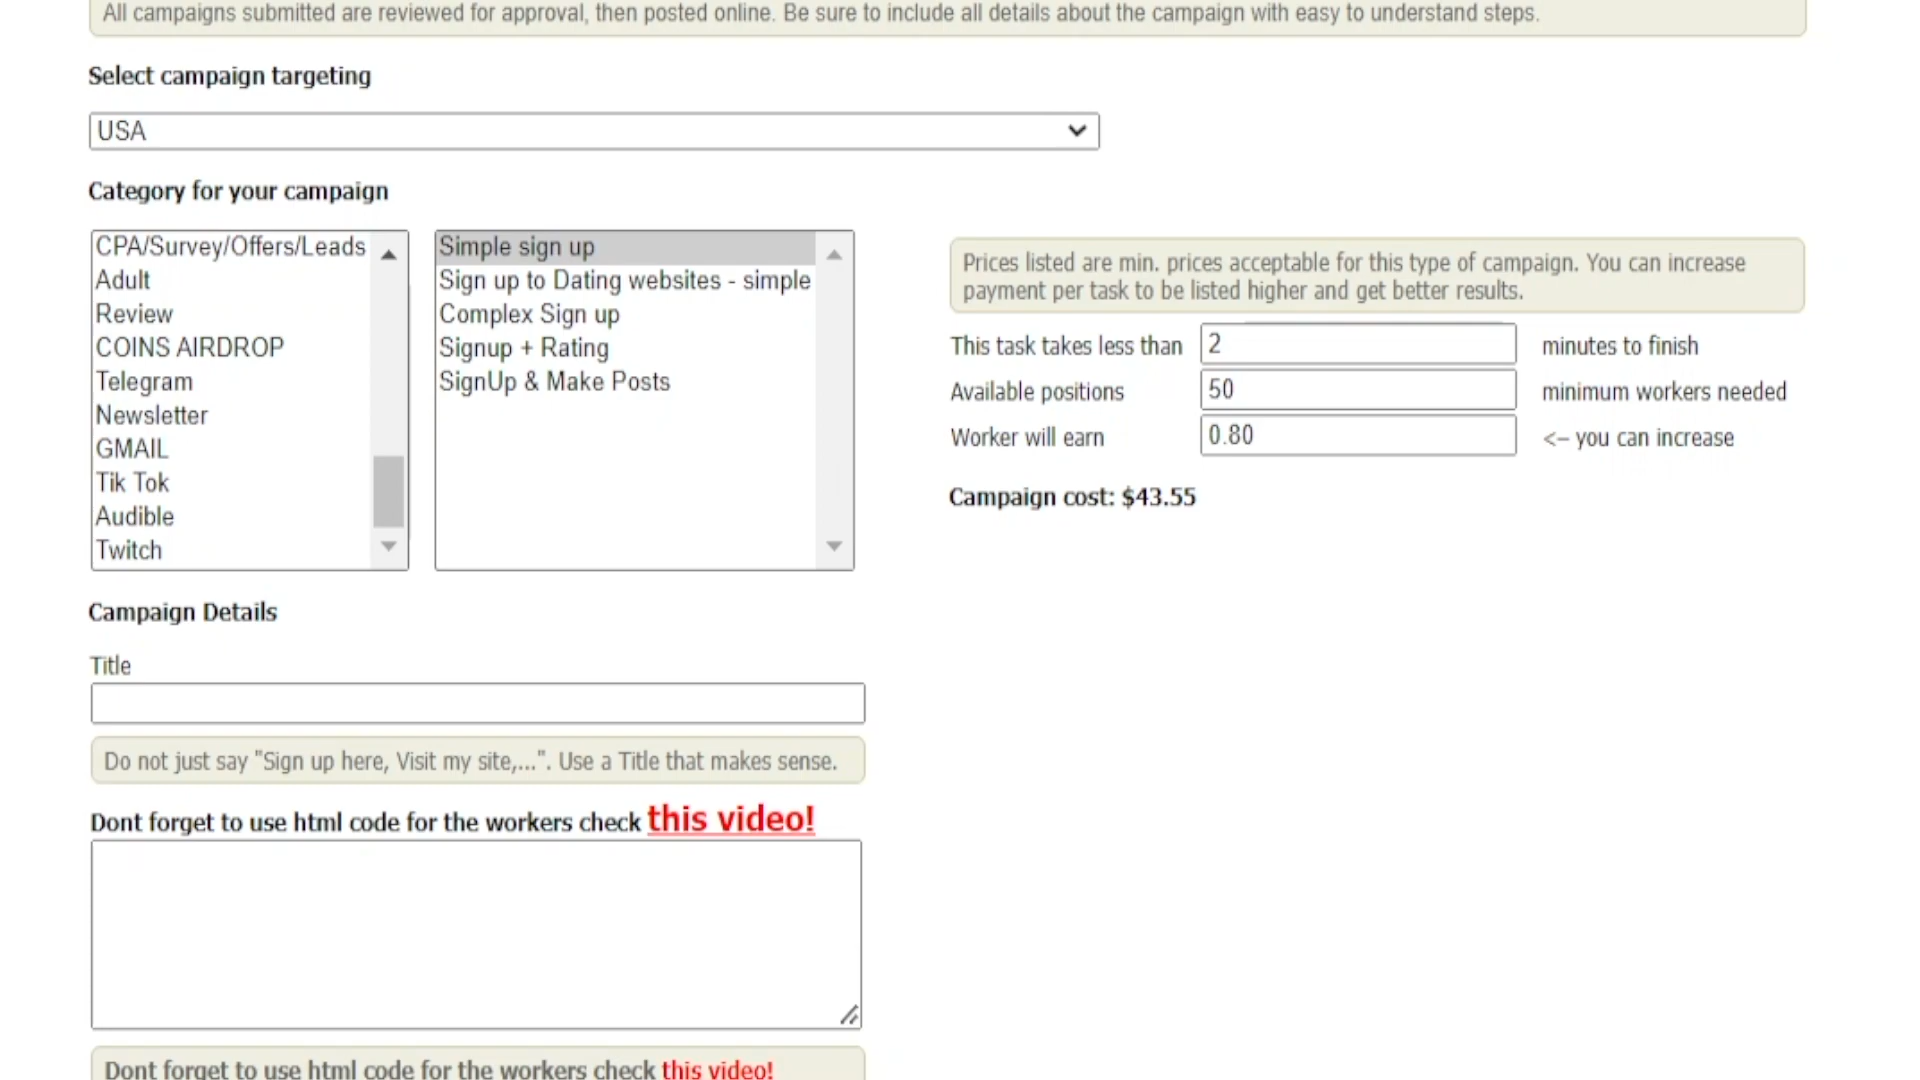 All campaigns submitted are reviewed for approval, then posted online. Be sure to include all details about the campaign with easy to understand steps.
Select campaign targeting
USA
Category for your campaign
CPA/Survey/Offers/Leads
Adult
Review
COINS AIRDROP
Telegram
Newsletter
GMAIL
Tik Tok
Audible
Twitch
Simple sign up
Sign up to Dating websites - simple
Complex Sign up
Signup + Rating
SignUp & Make Posts
Prices listed are min. prices acceptable for this type of campaign. You can increase
payment per task to be listed higher and get better results.
This task takes less than 2 minutes to finish
Available positions 50 minimum workers needed
Worker will earn 0.80 <– you can increase
Campaign cost: $43.55
Campaign Details
Title
Do not just say "Sign up here, Visit my site,...". Use a Title that makes sense.
Dont forget to use html code for the workers check this video!
Dont forget to use html code for the workers check this video!